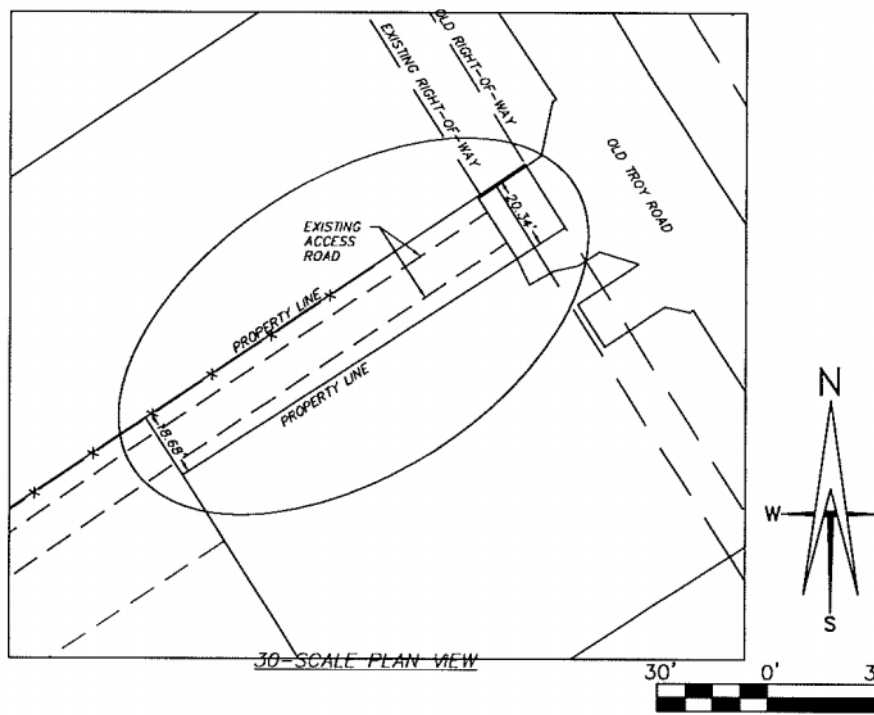 OLD RIGHT-OF-WAY
EXISTING RIGHT-OF-WAY
OLD TROY ROAD
20.34'
EXISTING
ACCESS
ROAD
PROPERTY LINE
PROPERTY LINE
18.68'
N
W
S
30-SCALE PLAN VIEW
30' 0' 3